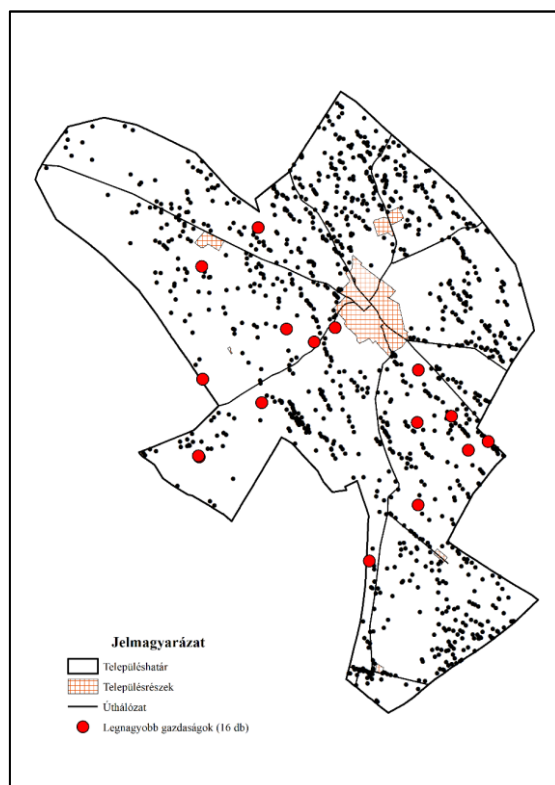 Jelmagyarázat
Településhatár
Településrészek
Úthálózat
Legnagyobb gazdaságok (16 db)